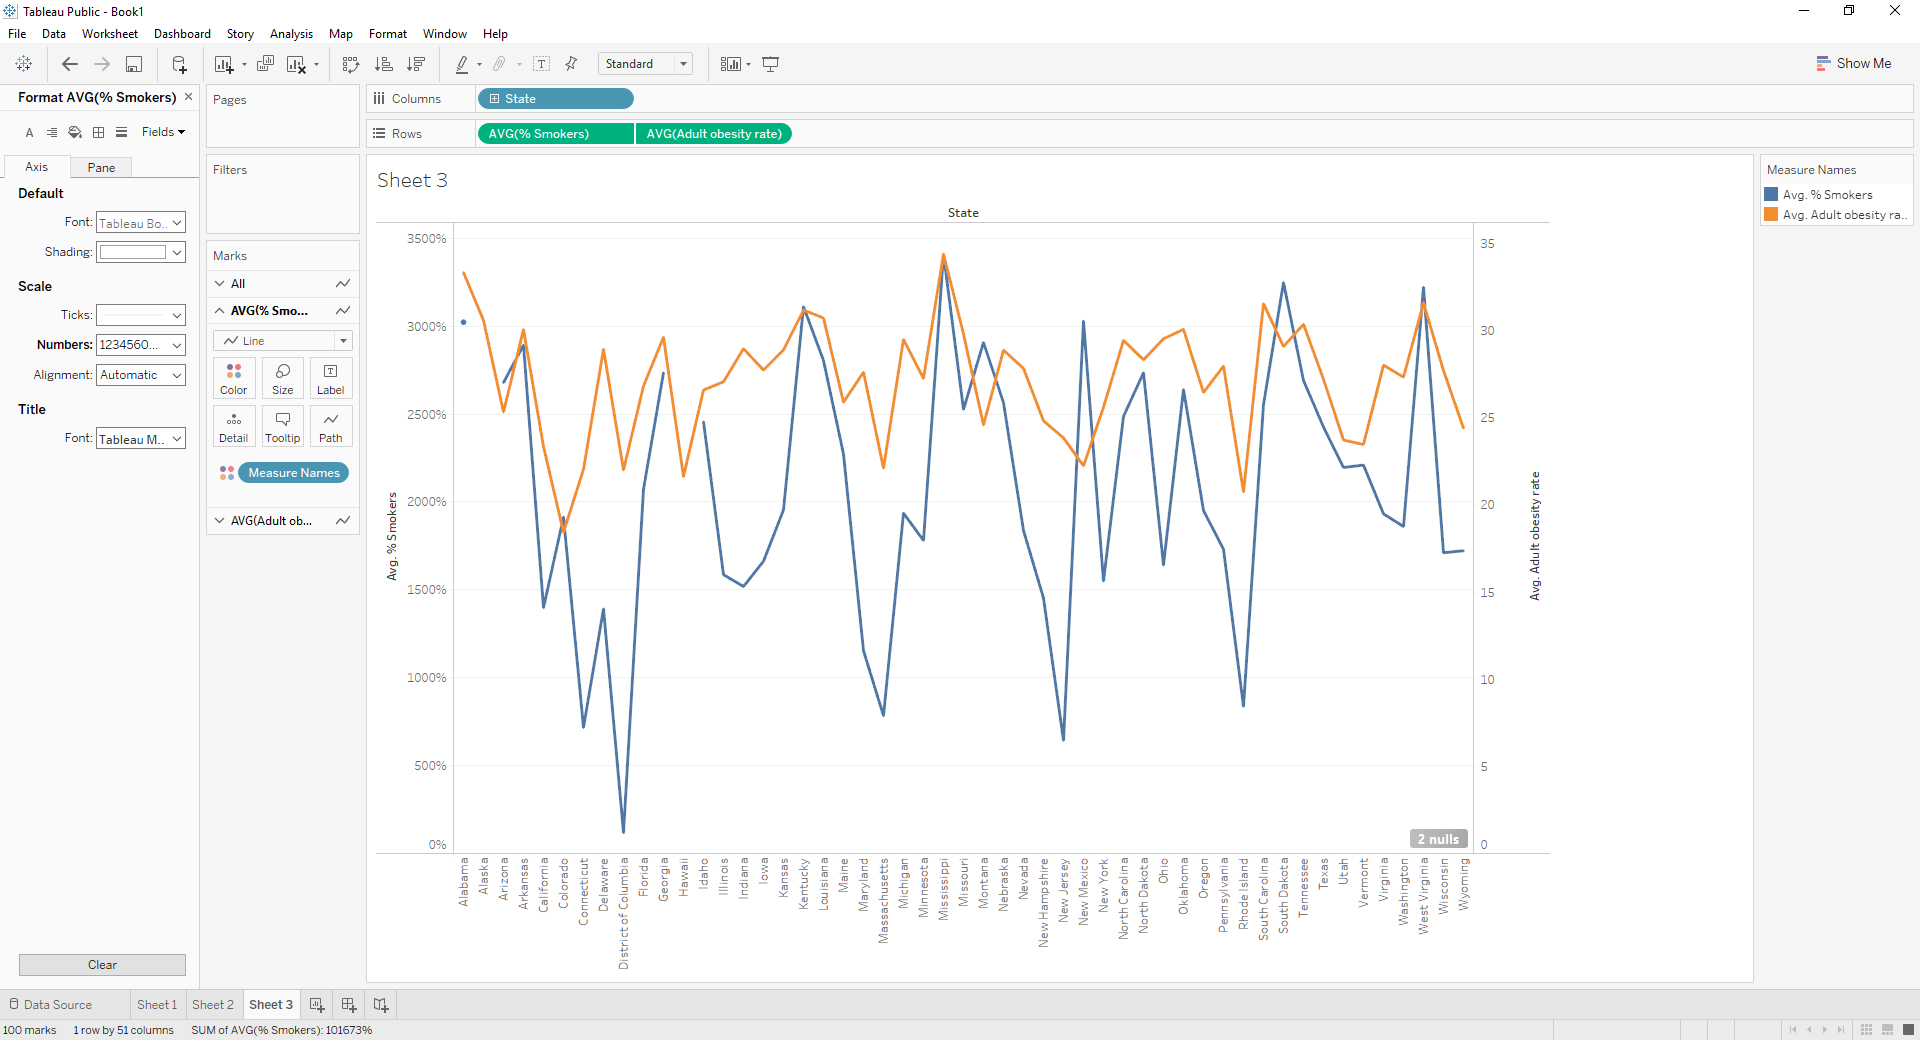 Tableau Public - Book1
File Data Worksheet Dashboard Story Analysis Map Format Window Help
Standard
Show Me
Format AVG(% Smokers)
Fields
Axis Pane
Default
Font: Tableau Bo..
Shading:
Scale
Ticks:
Numbers: 1234560...
Alignment: Automatic
Title
Font: Tableau M..
Clear
Pages
Filters
Marks
All
AVG(% Smo...
Line
Color Size Label
Detail Tooltip Path
Measure Names
AVG(Adult ob...
Columns State
Rows AVG(% Smokers) AVG(Adult obesity rate)
Sheet 3
State
3500%
3000%
2500%
2000%
1500%
1000%
500%
0%
Avg. % Smokers
35
30
25
20
15
10
5
0
Avg. Adult obesity rate
2 nulls
Alabama
Alaska
Arizona
Arkansas
California
Colorado
Connecticut
Delaware
District of Columbia
Florida
Georgia
Hawaii
Idaho
Illinois
Indiana
Iowa
Kansas
Kentucky
Louisiana
Maine
Maryland
Massachusetts
Michigan
Minnesota
Mississippi
Missouri
Montana
Nebraska
Nevada
New Hampshire
New Jersey
New Mexico
New York
North Carolina
North Dakota
Ohio
Oklahoma
Oregon
Pennsylvania
Rhode Island
South Carolina
South Dakota
Tennessee
Texas
Utah
Vermont
Virginia
Washington
West Virginia
Wisconsin
Wyoming
Measure Names
Avg. % Smokers
Avg. Adult obesity ra..
Data Source Sheet 1 Sheet 2 Sheet 3
100 marks 1 row by 51 columns SUM of AVG(% Smokers): 101673%